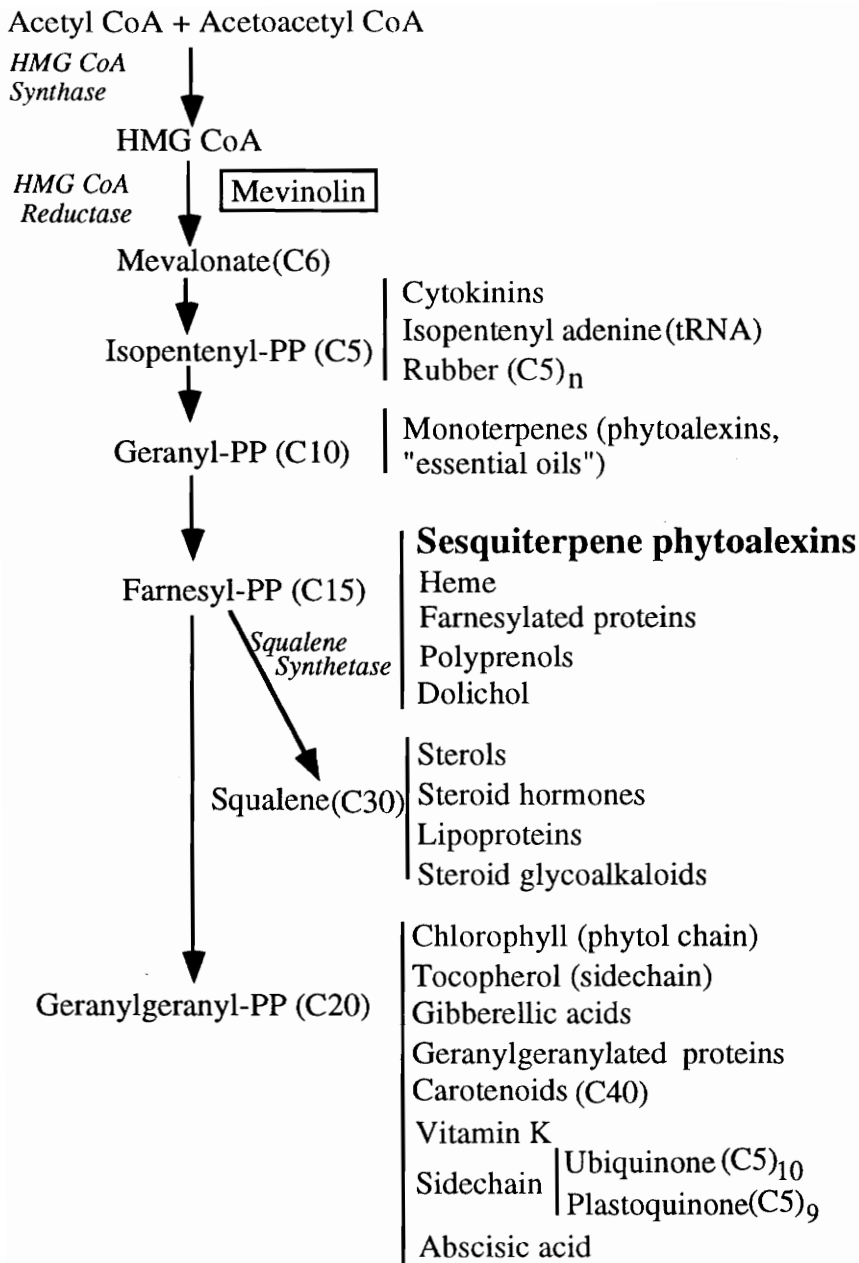 Acetyl CoA + Acetoacetyl CoA
HMG CoA
Synthase
HMG CoA
HMG CoA
Reductase
Mevinolin
Mevalonate(C6)
Isopentenyl-PP (C5)
Cytokinins
Isopentenyl adenine(tRNA)
Rubber (C5)n
Geranyl-PP (C10)
Monoterpenes (phytoalexins,
"essential oils")
Farnesyl-PP (C15)
Sesquiterpene phytoalexins
Heme
Farnesylated proteins
Polyprenols
Dolichol
Squalene
Synthetase
Squalene(C30)
Sterols
Steroid hormones
Lipoproteins
Steroid glycoalkaloids
Geranylgeranyl-PP (C20)
Chlorophyll (phytol chain)
Tocopherol (sidechain)
Gibberellic acids
Geranylgeranylated proteins
Carotenoids (C40)
Vitamin K
Sidechain
Ubiquinone (C5)10
Plastoquinone(C5)9
Abscisic acid